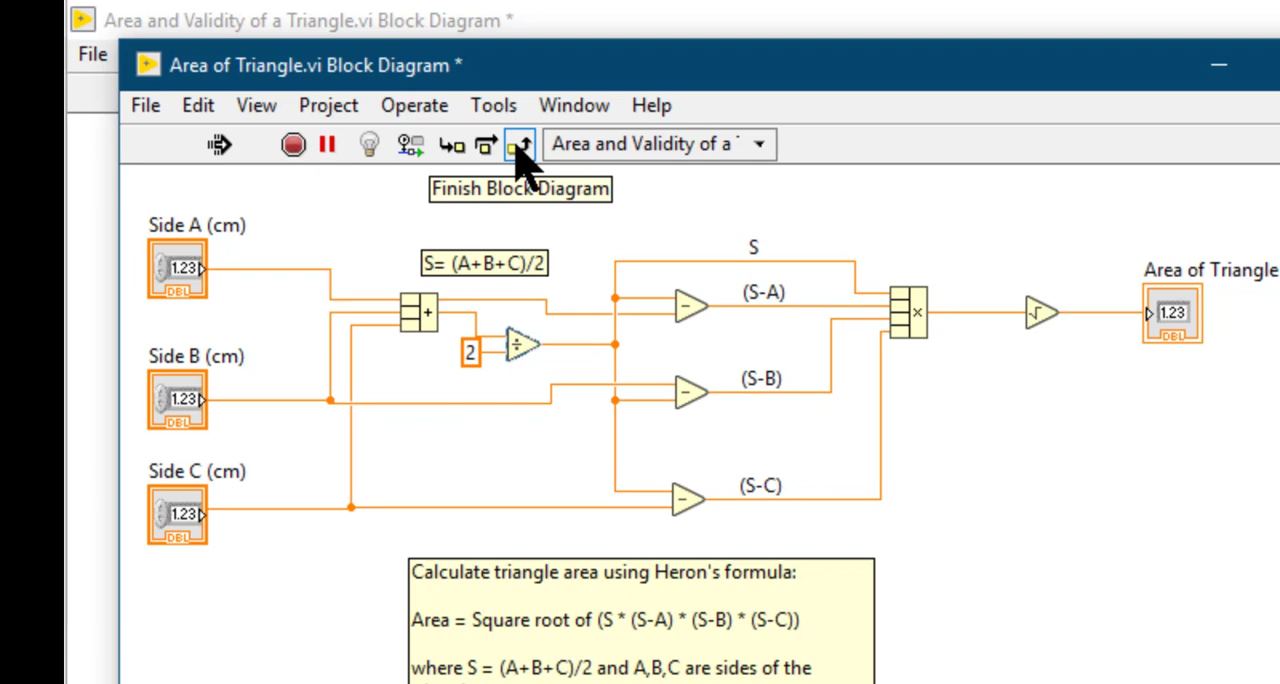 Area and Validity of a Triangle.vi Block Diagram *
File
Area of Triangle.vi Block Diagram *
File Edit View Project Operate Tools Window Help
Area and Validity of a
Finish Block Diagram
Side A (cm)
1.23
DBL
S= (A+B+C)/2
S
(S-A)
Area of Triangle
1.23
DBL
+
−
×
√
2
÷
Side B (cm)
1.23
DBL
(S-B)
−
Side C (cm)
1.23
DBL
(S-C)
−
Calculate triangle area using Heron's formula:
Area = Square root of (S * (S-A) * (S-B) * (S-C))
where S = (A+B+C)/2 and A,B,C are sides of the